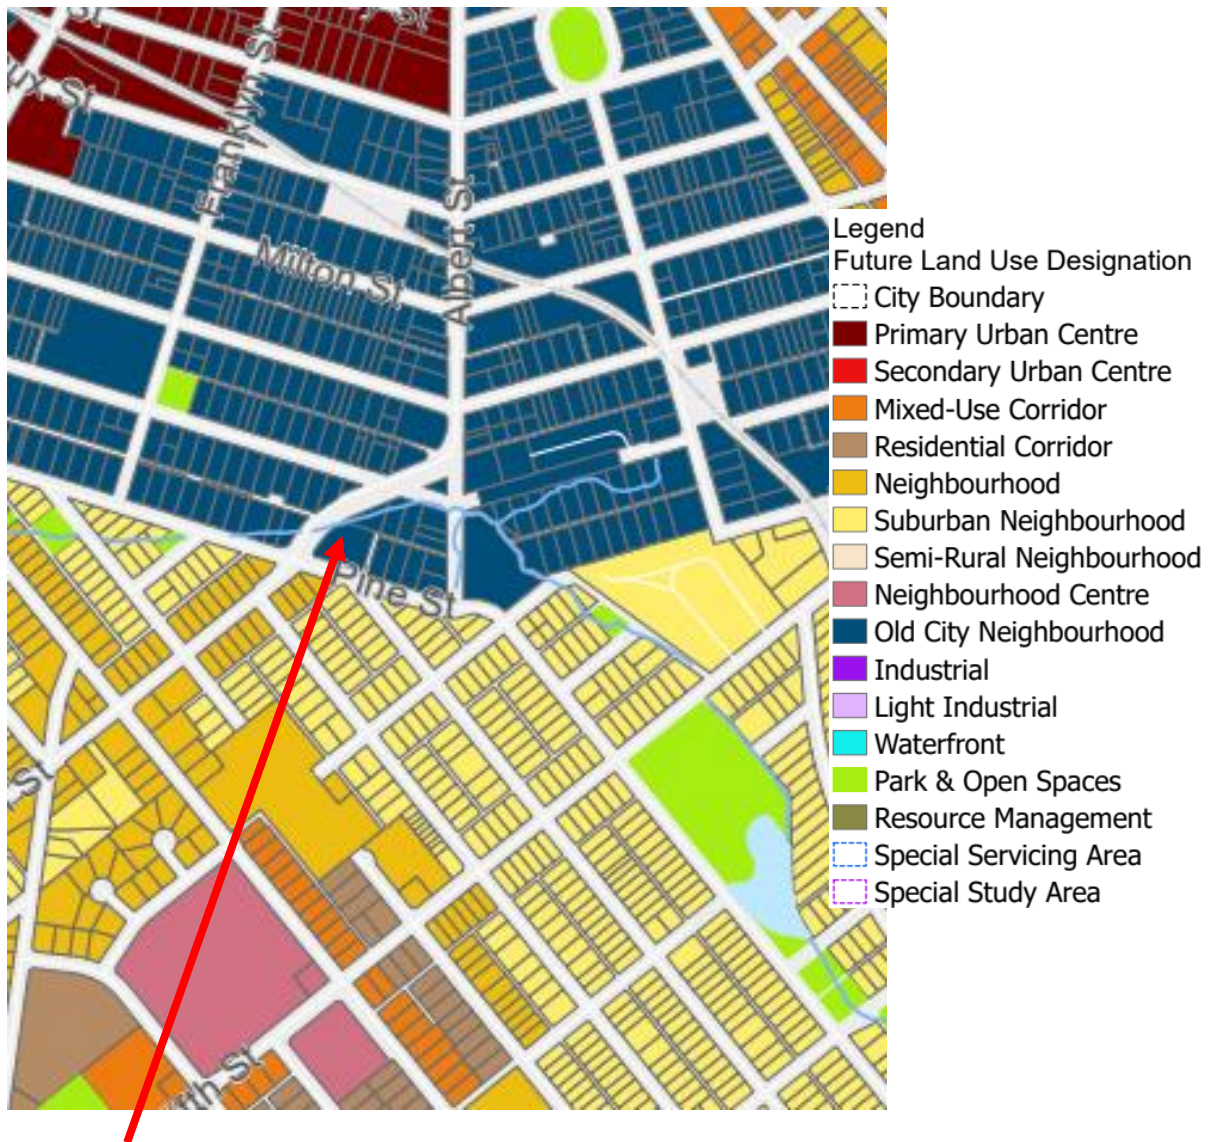 Franklyn St
Milton St
Albert St
Pine St
St
Legend
Future Land Use Designation
City Boundary
Primary Urban Centre
Secondary Urban Centre
Mixed-Use Corridor
Residential Corridor
Neighbourhood
Suburban Neighbourhood
Semi-Rural Neighbourhood
Neighbourhood Centre
Old City Neighbourhood
Industrial
Light Industrial
Waterfront
Park & Open Spaces
Resource Management
Special Servicing Area
Special Study Area